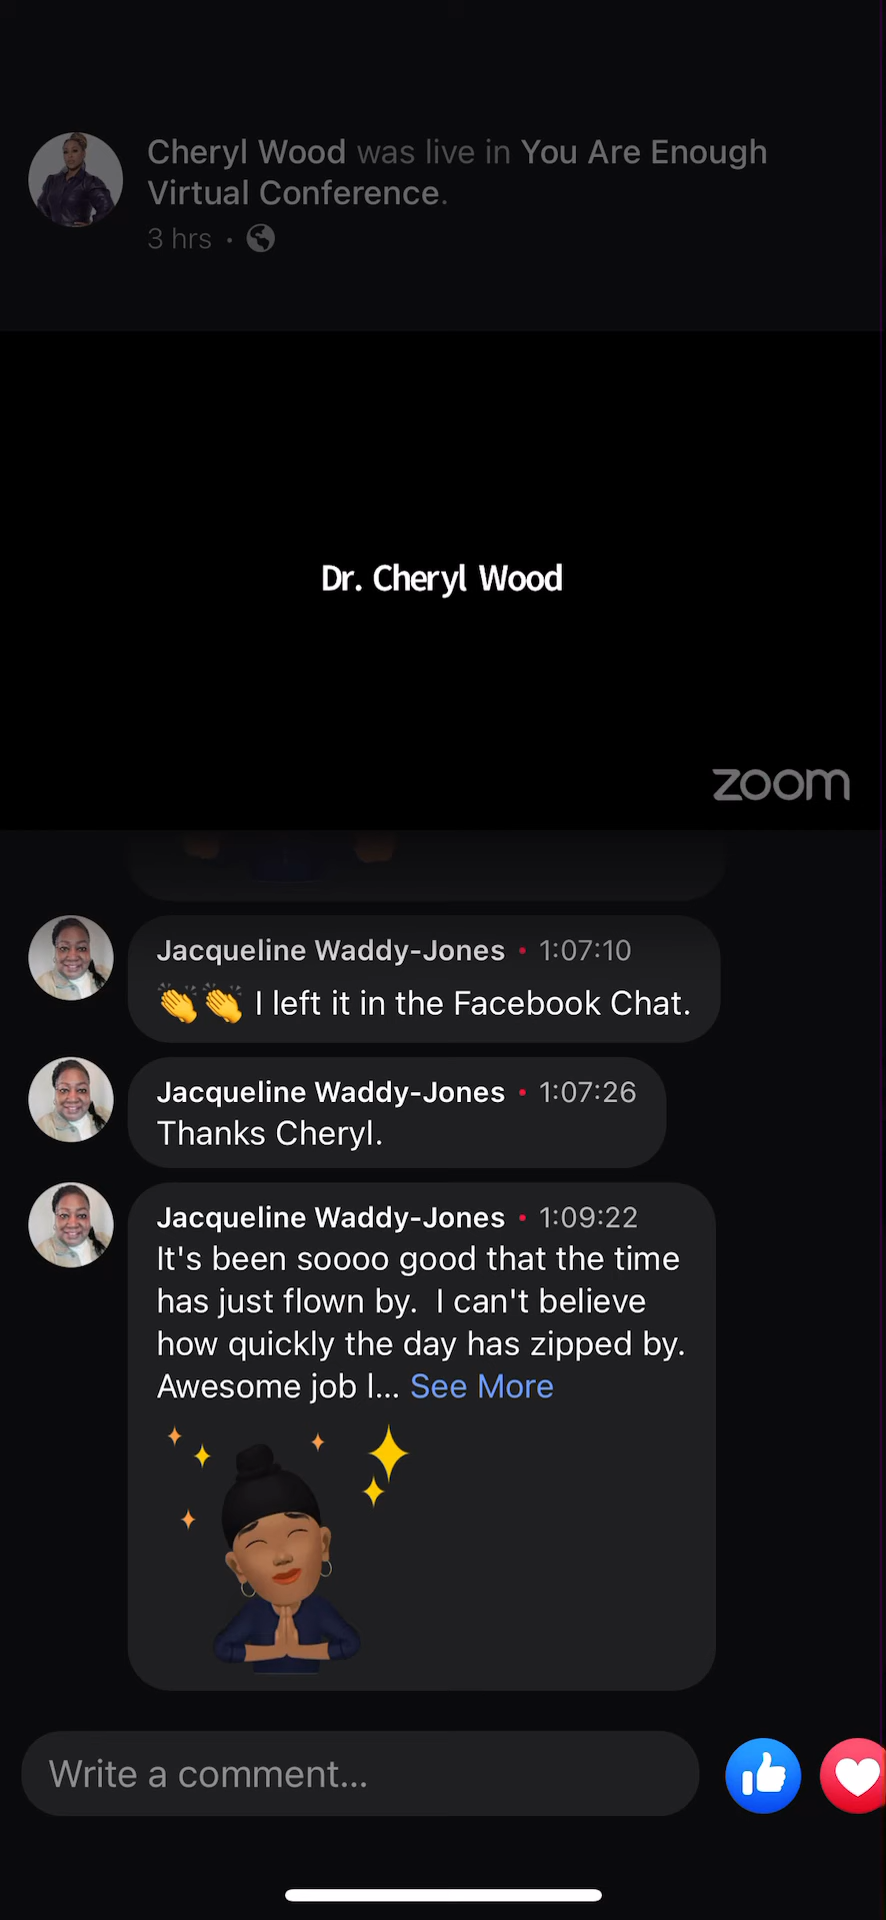 Cheryl Wood was live in You Are Enough
Virtual Conference.
3 hrs ·
Dr. Cheryl Wood
zoom
Jacqueline Waddy-Jones • 1:07:10
👏👏 I left it in the Facebook Chat.
Jacqueline Waddy-Jones • 1:07:26
Thanks Cheryl.
Jacqueline Waddy-Jones • 1:09:22
It's been soooo good that the time
has just flown by.  I can't believe
how quickly the day has zipped by.
Awesome job l... See More
Write a comment...